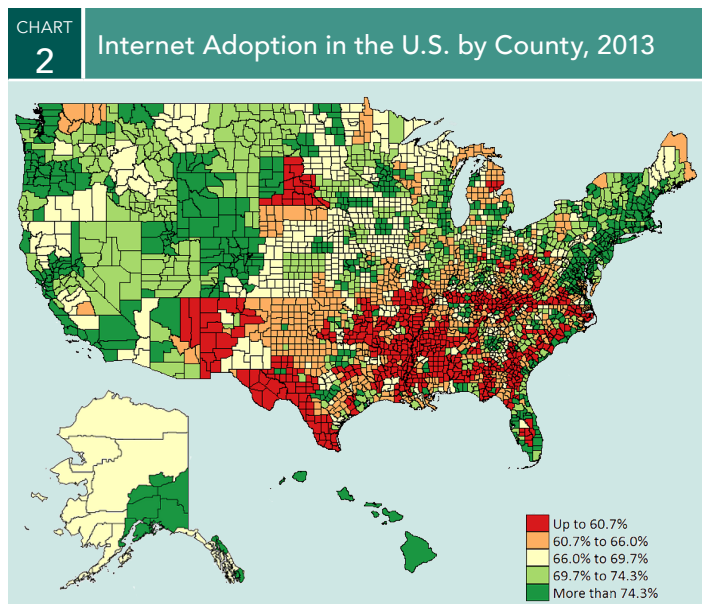 CHART
2
Internet Adoption in the U.S. by County, 2013
Up to 60.7%
60.7% to 66.0%
66.0% to 69.7%
69.7% to 74.3%
More than 74.3%